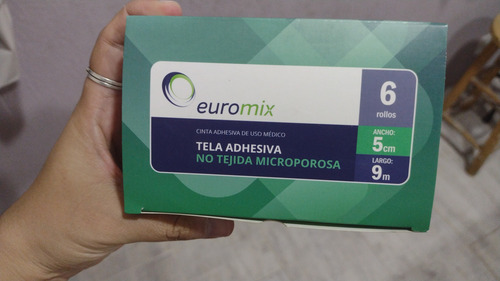 euromix
CINTA ADHESIVA DE USO MÉDICO
TELA ADHESIVA
NO TEJIDA MICROPOROSA
6
rollos
ANCHO:
5cm
LARGO:
9m